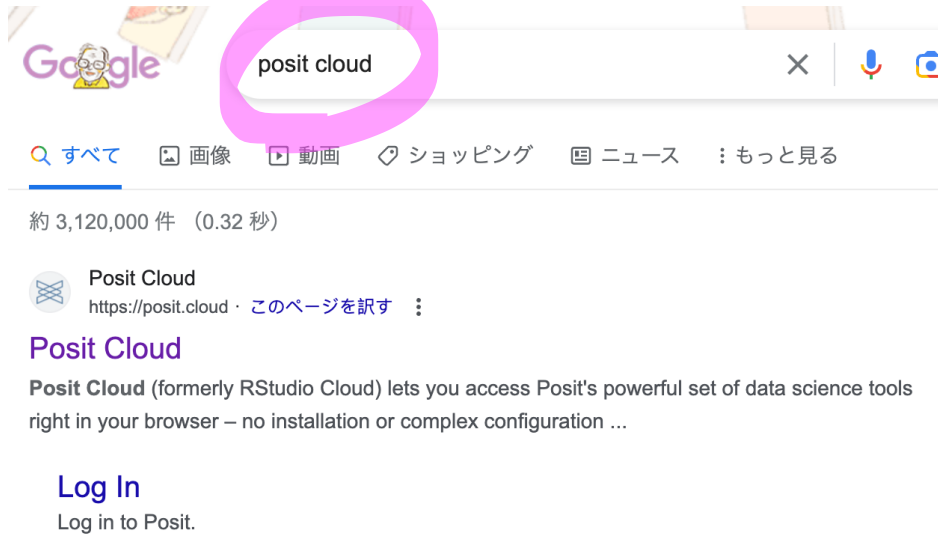 Google
posit cloud
すべて 画像 動画 ショッピング ニュース もっと見る
約 3,120,000 件 （0.32 秒）
Posit Cloud
https://posit.cloud · このページを訳す
Posit Cloud
Posit Cloud (formerly RStudio Cloud) lets you access Posit's powerful set of data science tools
right in your browser – no installation or complex configuration ...
Log In
Log in to Posit.